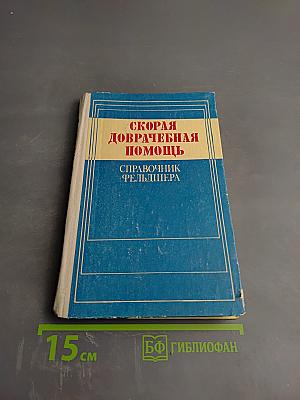 СКОРАЯ
ДОВРАЧЕБНАЯ
ПОМОЩЬ
СПРАВОЧНИК
ФЕЛЬДШЕРА
15 см
БФ ГИБЛИОФАН